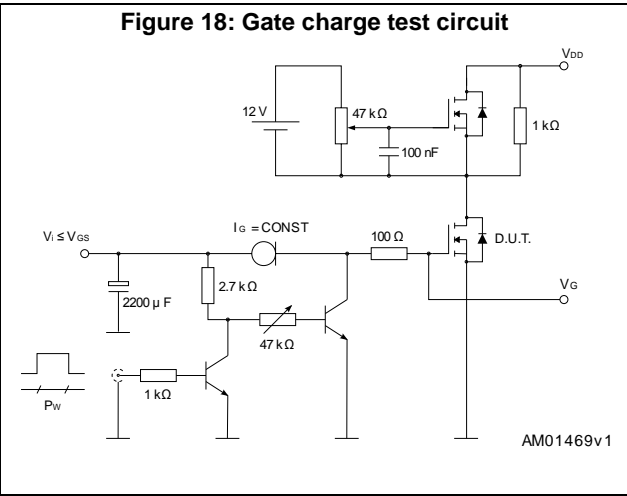 Figure 18: Gate charge test circuit
VDD
12 V
47 kΩ
1 kΩ
100 nF
Vi ≤ VGS
IG = CONST
100 Ω
D.U.T.
2.7 kΩ
2200 μF
VG
47 kΩ
1 kΩ
PW
AM01469v1